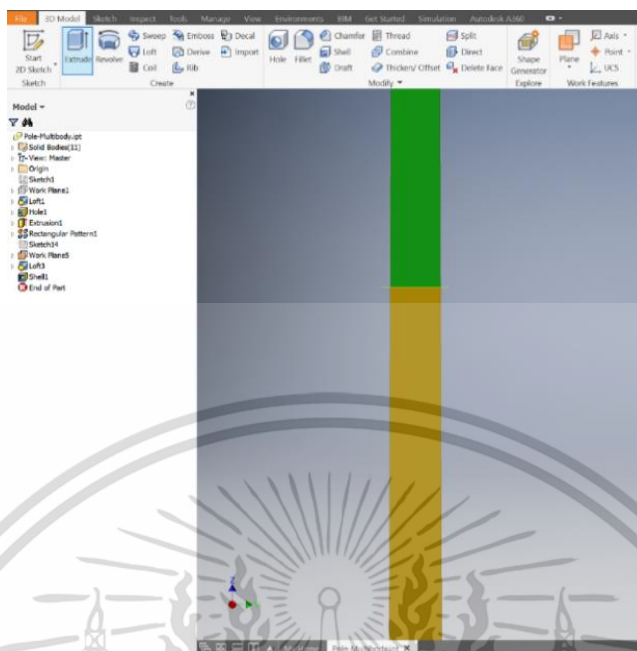 File 3D Model Sketch Inspect Tools Manage View Environments BIM Get Started Simulation Autodesk A360
Start
2D Sketch
Extrude Revolve
Sweep Emboss Decal
Loft Derive Import
Coil Rib
Hole Fillet
Chamfer Thread
Shell Combine
Draft Thicken/ Offset
Split
Direct
Delete Face
Shape
Generator
Plane
Axis
Point
UCS
Sketch Create Modify Explore Work Features
Model
Pole-Multibody.ipt
Solid Bodies(11)
View: Master
Origin
Sketch1
Work Plane1
Loft1
Hole1
Extrusion1
Rectangular Pattern1
Sketch14
Work Plane5
Loft3
Shell1
End of Part
Z
My Home